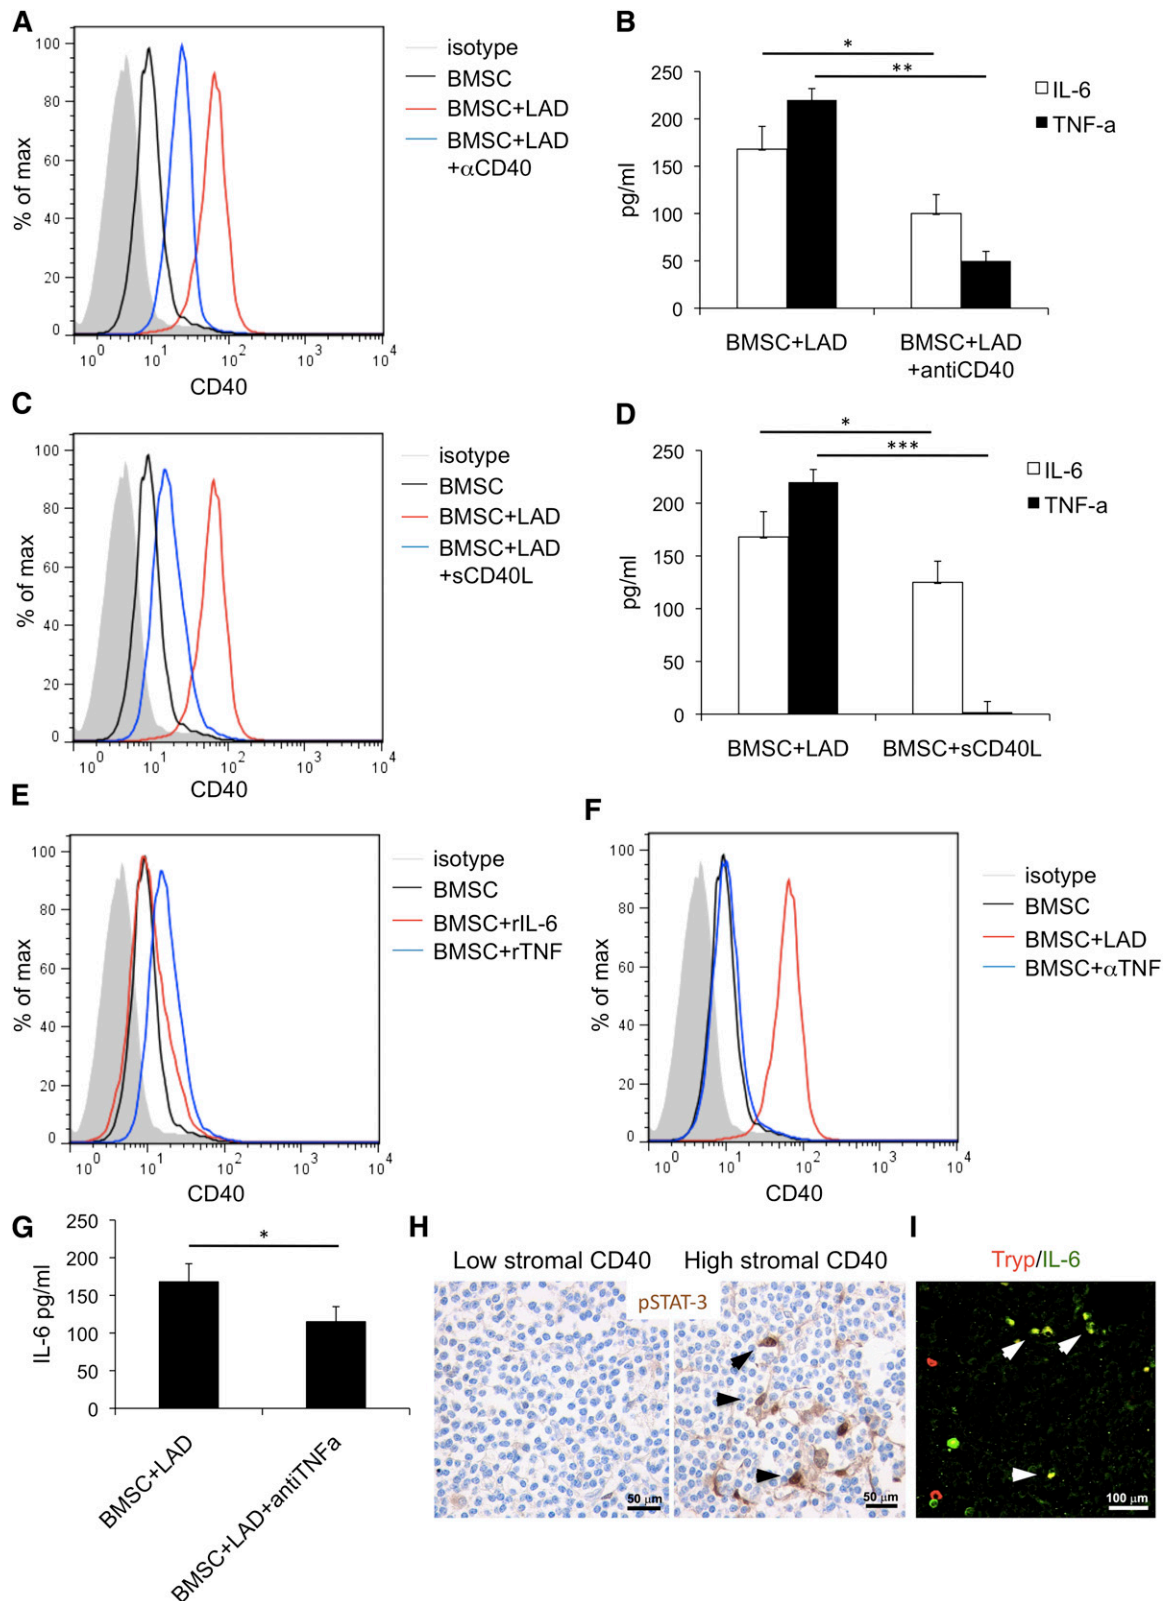 A
100
80
60
40
20
0
% of max
10^0 10^1 10^2 10^3 10^4
CD40
isotype
BMSC
BMSC+LAD
BMSC+LAD
+αCD40
B
*
**
250
200
150
100
50
0
pg/ml
IL-6
TNF-a
BMSC+LAD
BMSC+LAD
+antiCD40
C
100
80
60
40
20
0
% of max
10^0 10^1 10^2 10^3 10^4
CD40
isotype
BMSC
BMSC+LAD
BMSC+LAD
+sCD40L
D
*
***
250
200
150
100
50
0
pg/ml
IL-6
TNF-a
BMSC+LAD
BMSC+sCD40L
E
100
80
60
40
20
0
% of max
10^0 10^1 10^2 10^3 10^4
CD40
isotype
BMSC
BMSC+rIL-6
BMSC+rTNF
F
100
80
60
40
20
0
% of max
10^0 10^1 10^2 10^3 10^4
CD40
isotype
BMSC
BMSC+LAD
BMSC+αTNF
G
*
250
200
150
100
50
0
IL-6 pg/ml
BMSC+LAD
BMSC+LAD+antiTNFa
H
Low stromal CD40
High stromal CD40
pSTAT-3
50 μm
50 μm
I
Tryp/IL-6
100 μm